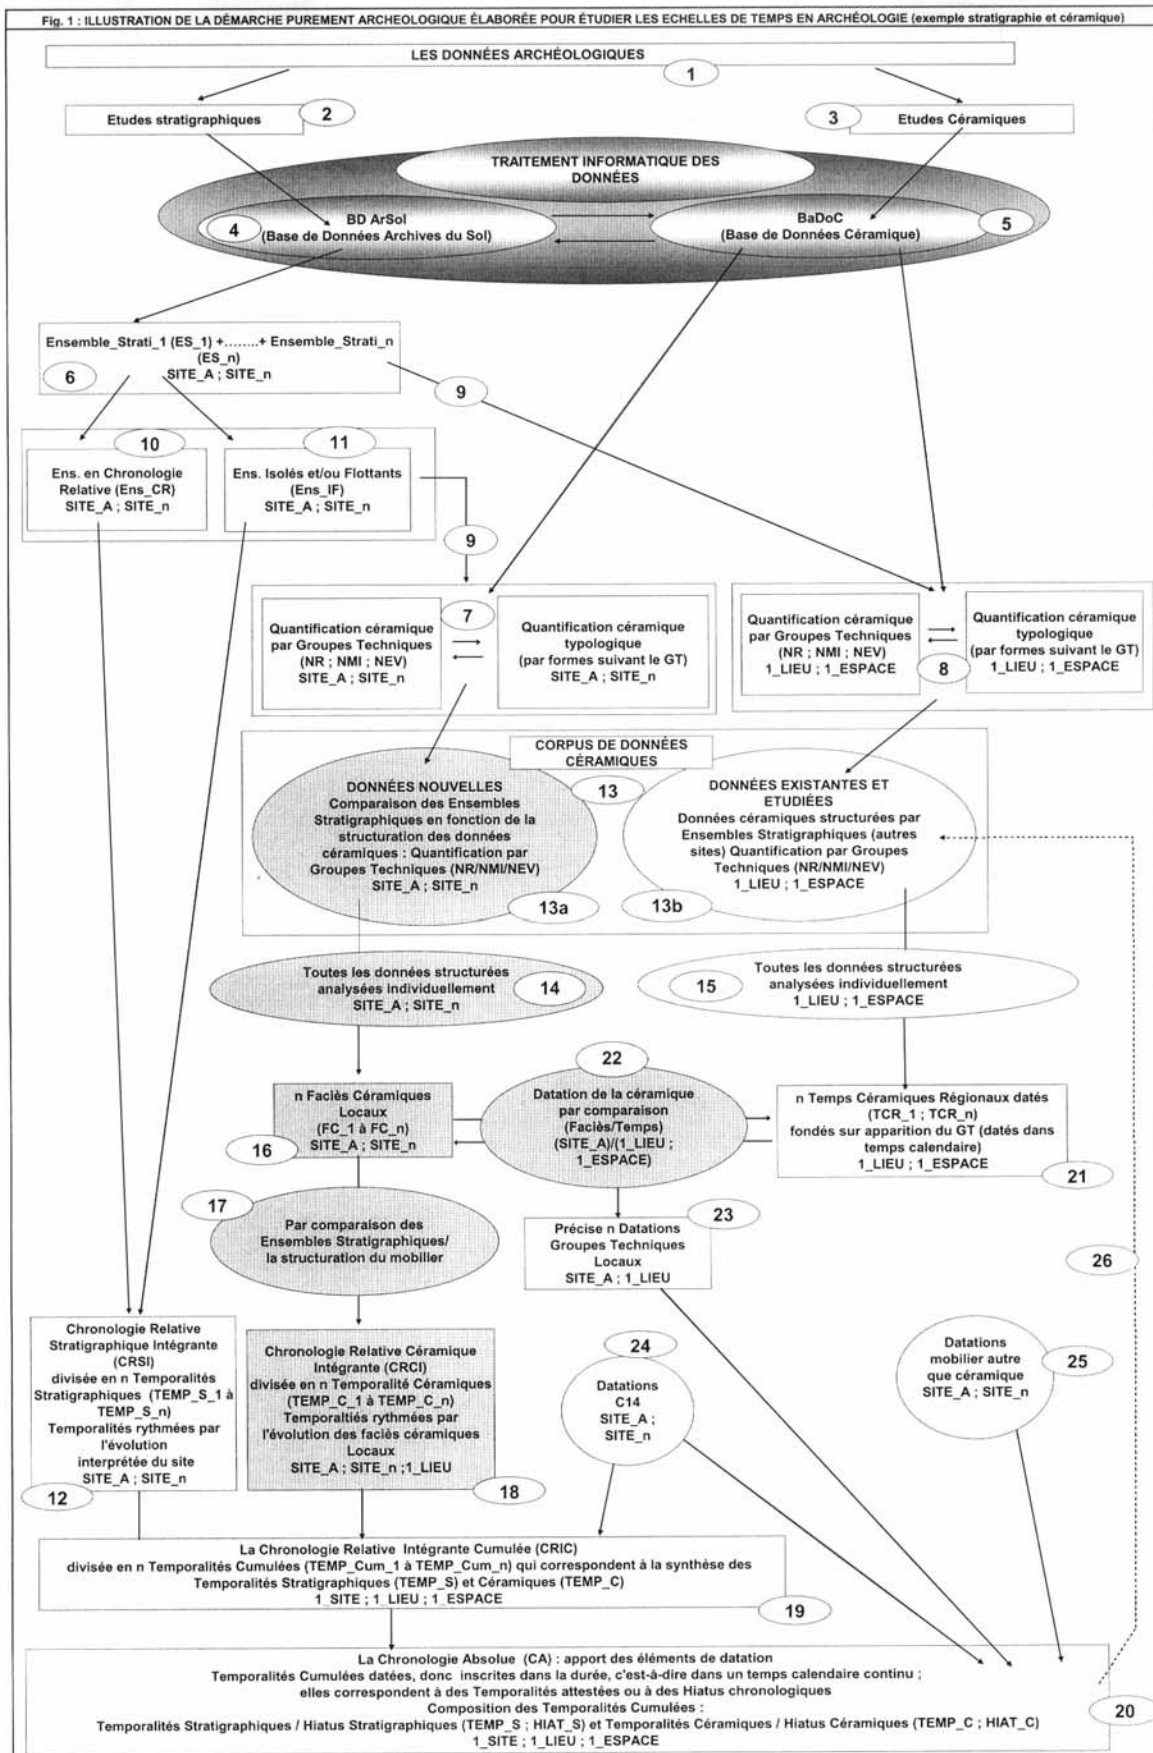 Fig. 1 : ILLUSTRATION DE LA DÉMARCHE PUREMENT ARCHEOLOGIQUE ÉLABORÉE POUR ÉTUDIER LES ECHELLES DE TEMPS EN ARCHÉOLOGIE (exemple stratigraphie et céramique)
LES DONNÉES ARCHÉOLOGIQUES
1
Etudes stratigraphiques
2
3
Etudes Céramiques
TRAITEMENT INFORMATIQUE DES
DONNÉES
4
BD ArSol
(Base de Données Archives du Sol)
BaDoC
(Base de Données Céramique)
5
Ensemble_Strati_1 (ES_1) +........+ Ensemble_Strati_n
(ES_n)
SITE_A ; SITE_n
6
9
10
Ens. en Chronologie
Relative (Ens_CR)
SITE_A ; SITE_n
11
Ens. Isolés et/ou Flottants
(Ens_IF)
SITE_A ; SITE_n
9
7
Quantification céramique
par Groupes Techniques
(NR ; NMI ; NEV)
SITE_A ; SITE_n
Quantification céramique
typologique
(par formes suivant le GT)
SITE_A ; SITE_n
Quantification céramique
par Groupes Techniques
(NR ; NMI ; NEV)
1_LIEU ; 1_ESPACE
8
Quantification céramique
typologique
(par formes suivant le GT)
1_LIEU ; 1_ESPACE
CORPUS DE DONNÉES
CÉRAMIQUES
13
DONNÉES NOUVELLES
Comparaison des Ensembles
Stratigraphiques en fonction de la
structuration des données
céramiques : Quantification par
Groupes Techniques (NR/NMI/NEV)
SITE_A ; SITE_n
13a
DONNÉES EXISTANTES ET
ETUDIÉES
Données céramiques structurées par
Ensembles Stratigraphiques (autres
sites) Quantification par Groupes
Techniques (NR/NMI/NEV)
1_LIEU ; 1_ESPACE
13b
Toutes les données structurées
analysées individuellement
SITE_A ; SITE_n
14
Toutes les données structurées
analysées individuellement
1_LIEU ; 1_ESPACE
15
n Faciès Céramiques
Locaux
(FC_1 à FC_n)
SITE_A ; SITE_n
16
22
Datation de la céramique
par comparaison
(Faciès/Temps)
(SITE_A)/(1_LIEU ;
1_ESPACE)
n Temps Céramiques Régionaux datés
(TCR_1 ; TCR_n)
fondés sur apparition du GT (datés dans
temps calendaire)
1_LIEU ; 1_ESPACE
21
17
Par comparaison des
Ensembles Stratigraphiques/
la structuration du mobilier
23
Précise n Datations
Groupes Techniques
Locaux
SITE_A ; 1_LIEU
26
Chronologie Relative
Stratigraphique Intégrante
(CRSI)
divisée en n Temporalités
Stratigraphiques (TEMP_S_1 à
TEMP_S_n)
Temporalités rythmées par
l'évolution
interprétée du site
SITE_A ; SITE_n
12
Chronologie Relative Céramique
Intégrante (CRCI)
divisée en n Temporalité Céramiques
(TEMP_C_1 à TEMP_C_n)
Temporaltiés rythmées par
l'évolution des faciès céramiques
Locaux
SITE_A ; SITE_n ;1_LIEU
18
24
Datations
C14
SITE_A ;
SITE_n
Datations
mobilier autre
que céramique
SITE_A ; SITE_n
25
La Chronologie Relative Intégrante Cumulée (CRIC)
divisée en n Temporalités Cumulées (TEMP_Cum_1 à TEMP_Cum_n) qui correspondent à la synthèse des
Temporalités Stratigraphiques (TEMP_S) et Céramiques (TEMP_C)
1_SITE ; 1_LIEU ; 1_ESPACE
19
La Chronologie Absolue (CA) : apport des éléments de datation
Temporalités Cumulées datées, donc inscrites dans la durée, c'est-à-dire dans un temps calendaire continu ;
elles correspondent à des Temporalités attestées ou à des Hiatus chronologiques
Composition des Temporalités Cumulées :
Temporalités Stratigraphiques / Hiatus Stratigraphiques (TEMP_S ; HIAT_S) et Temporalités Céramiques / Hiatus Céramiques (TEMP_C ; HIAT_C)
1_SITE ; 1_LIEU ; 1_ESPACE
20